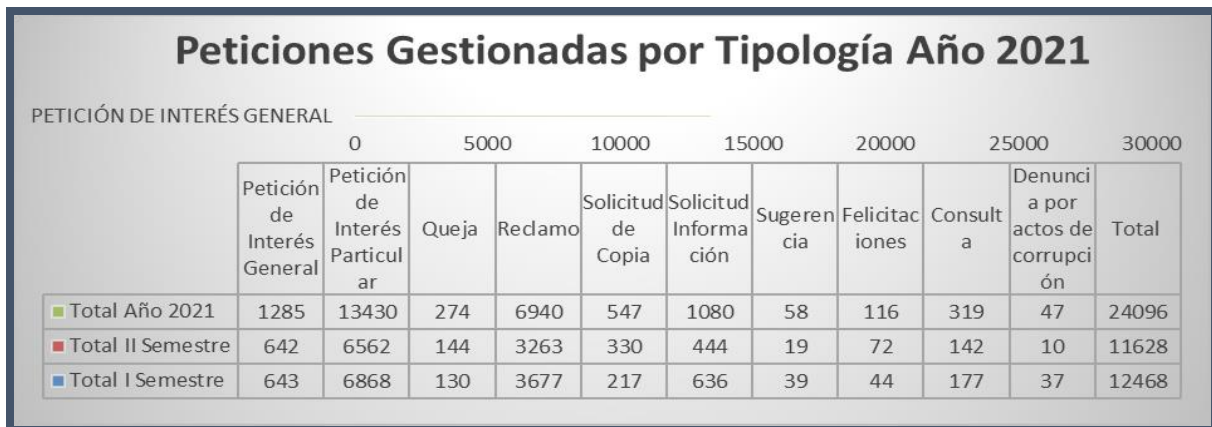 Peticiones Gestionadas por Tipología Año 2021
PETICIÓN DE INTERÉS GENERAL
0 5000 10000 15000 20000 25000 30000
Petición de Interés General Petición de Interés Particular Queja Reclamo Solicitud de Copia Solicitud Información Sugerencia Felicitaciones Consulta Denuncia por actos de corrupción Total
Total Año 2021 1285 13430 274 6940 547 1080 58 116 319 47 24096
Total II Semestre 642 6562 144 3263 330 444 19 72 142 10 11628
Total I Semestre 643 6868 130 3677 217 636 39 44 177 37 12468